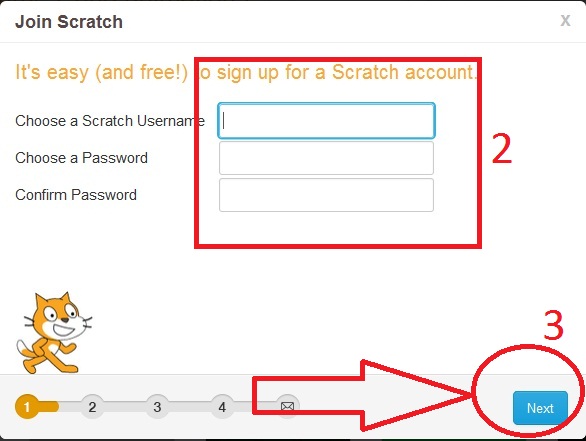 Join Scratch
x
It's easy (and free!) to sign up for a Scratch account.
Choose a Scratch Username
Choose a Password
Confirm Password
2
3
1 2 3 4
Next